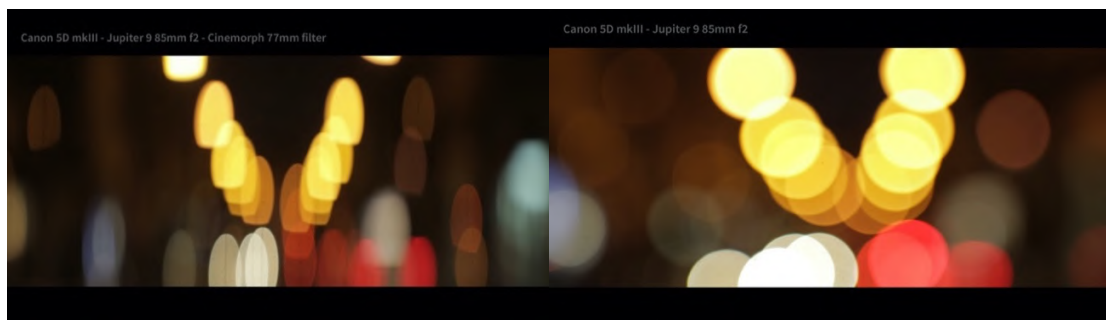 Canon 5D mkIII - Jupiter 9 85mm f2 - Cinemorph 77mm filter
Canon 5D mkIII - Jupiter 9 85mm f2